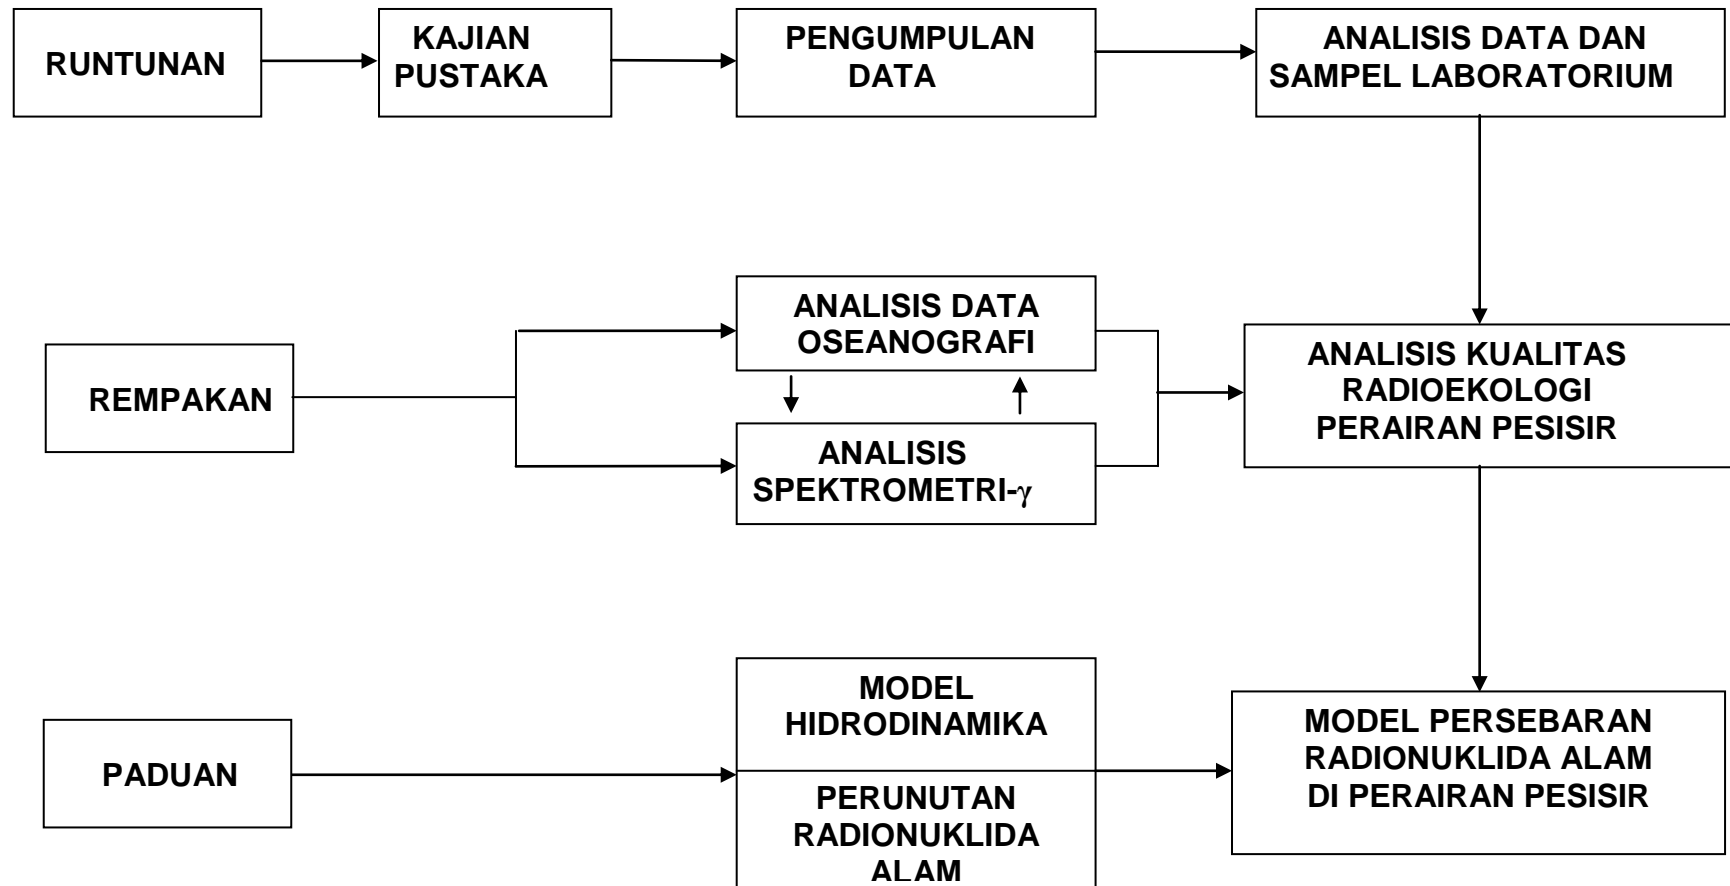 RUNTUNAN
KAJIAN
PUSTAKA
PENGUMPULAN
DATA
ANALISIS DATA DAN
SAMPEL LABORATORIUM
REMPAKAN
ANALISIS DATA
OSEANOGRAFI
ANALISIS
SPEKTROMETRI-γ
ANALISIS KUALITAS
RADIOEKOLOGI
PERAIRAN PESISIR
PADUAN
MODEL
HIDRODINAMIKA
PERUNUTAN
RADIONUKLIDA
ALAM
MODEL PERSEBARAN
RADIONUKLIDA ALAM
DI PERAIRAN PESISIR